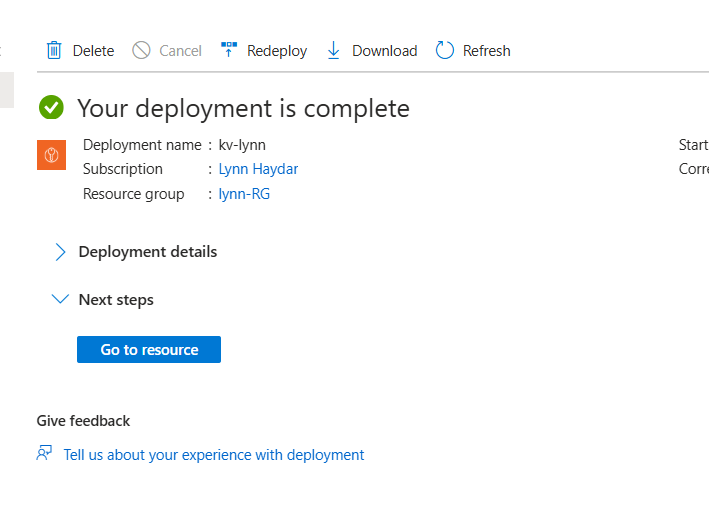 Delete Cancel Redeploy Download Refresh
Your deployment is complete
Deployment name : kv-lynn Start
Subscription : Lynn Haydar Corre
Resource group : lynn-RG
Deployment details
Next steps
Go to resource
Give feedback
Tell us about your experience with deployment